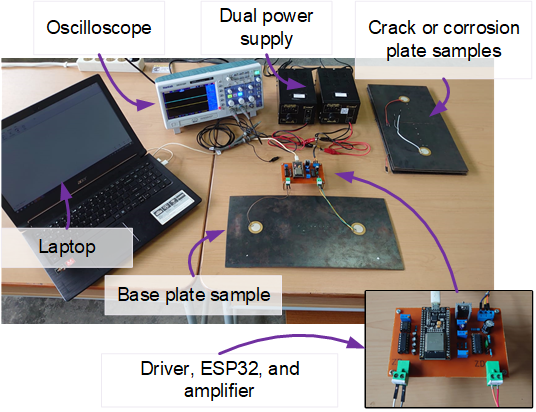 Oscilloscope
Dual power
supply
Crack or corrosion
plate samples
Laptop
Base plate sample
Driver, ESP32, and
amplifier